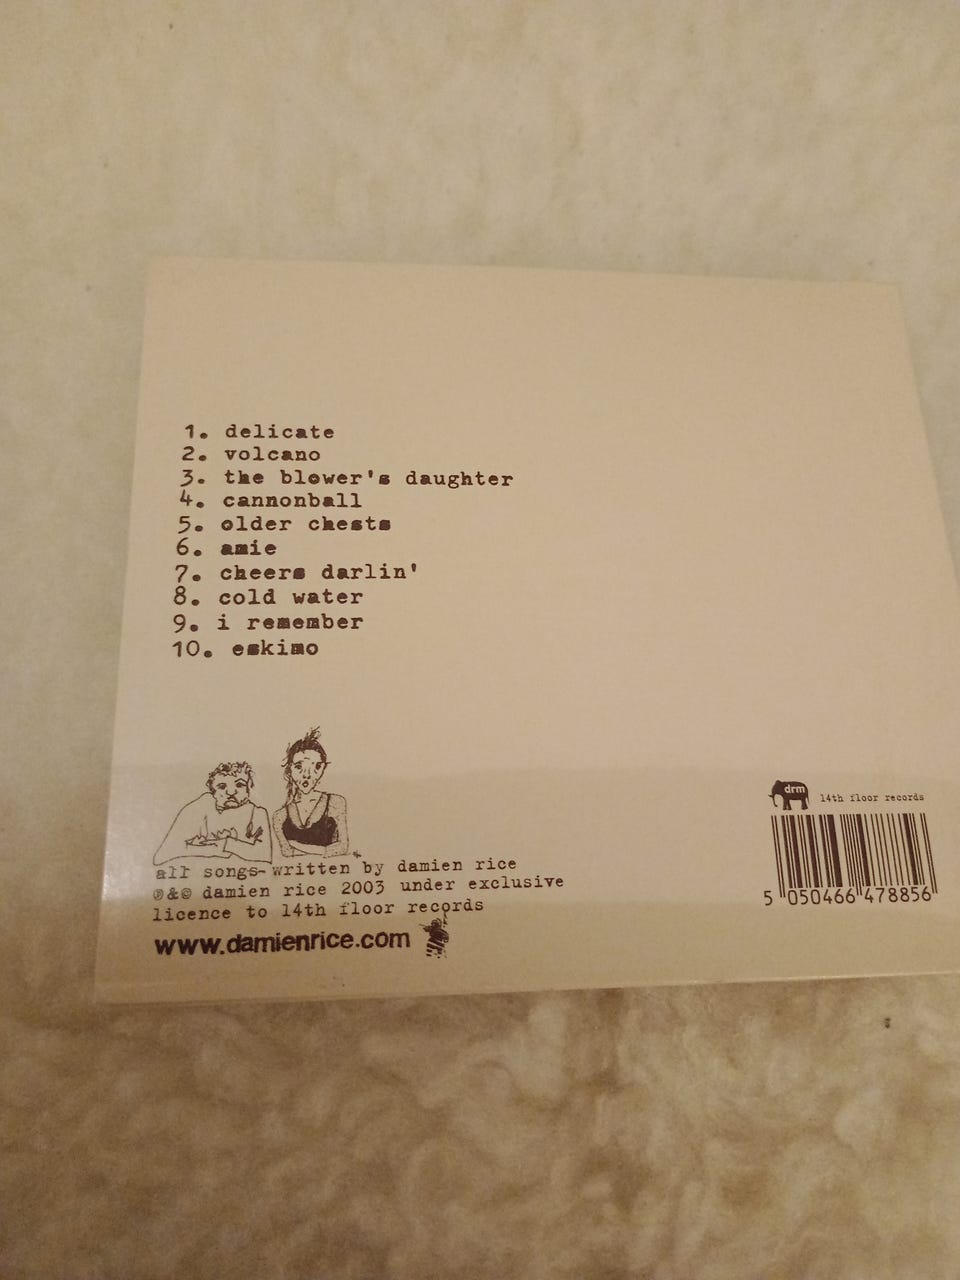 1. delicate
2. volcano
3. the blower's daughter
4. cannonball
5. older chests
6. amie
7. cheers darlin'
8. cold water
9. i remember
10. eskimo
drm
14th floor records
all songs written by damien rice
℗&© damien rice 2003 under exclusive
licence to 14th floor records
www.damienrice.com
5 050466 478856